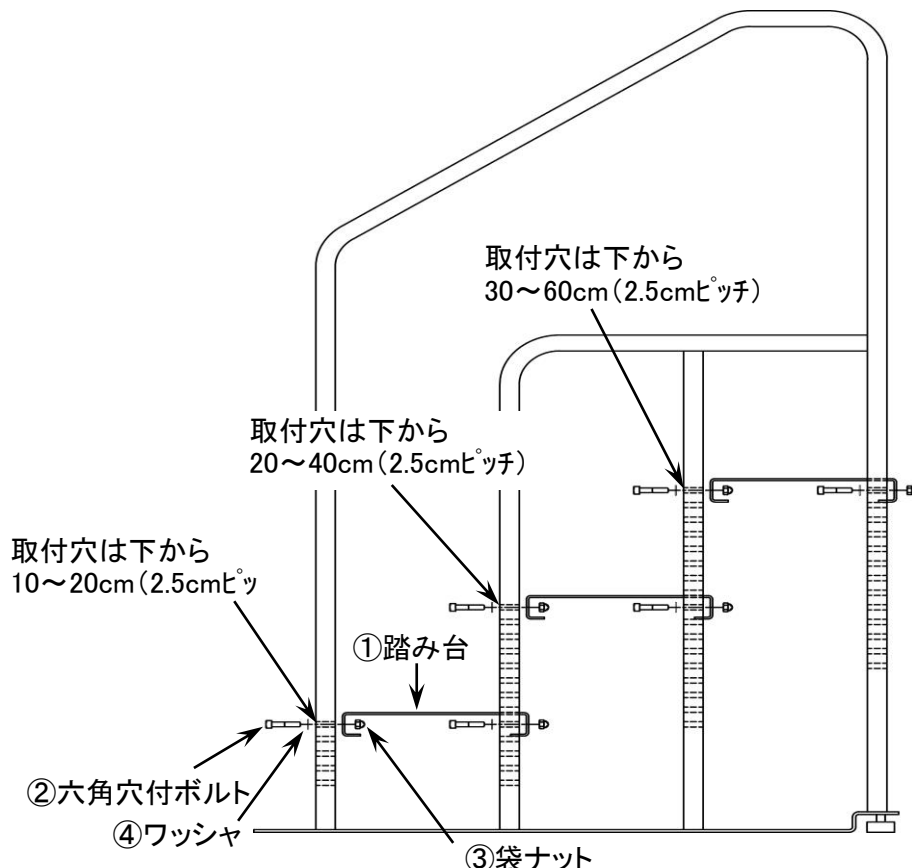 取付穴は下から
30～60cm（2.5cmﾋﾟｯﾁ）
取付穴は下から
20～40cm（2.5cmﾋﾟｯﾁ）
取付穴は下から
10～20cm（2.5cmﾋﾟｯ
①踏み台
②六角穴付ボルト
④ワッシャ
③袋ナット